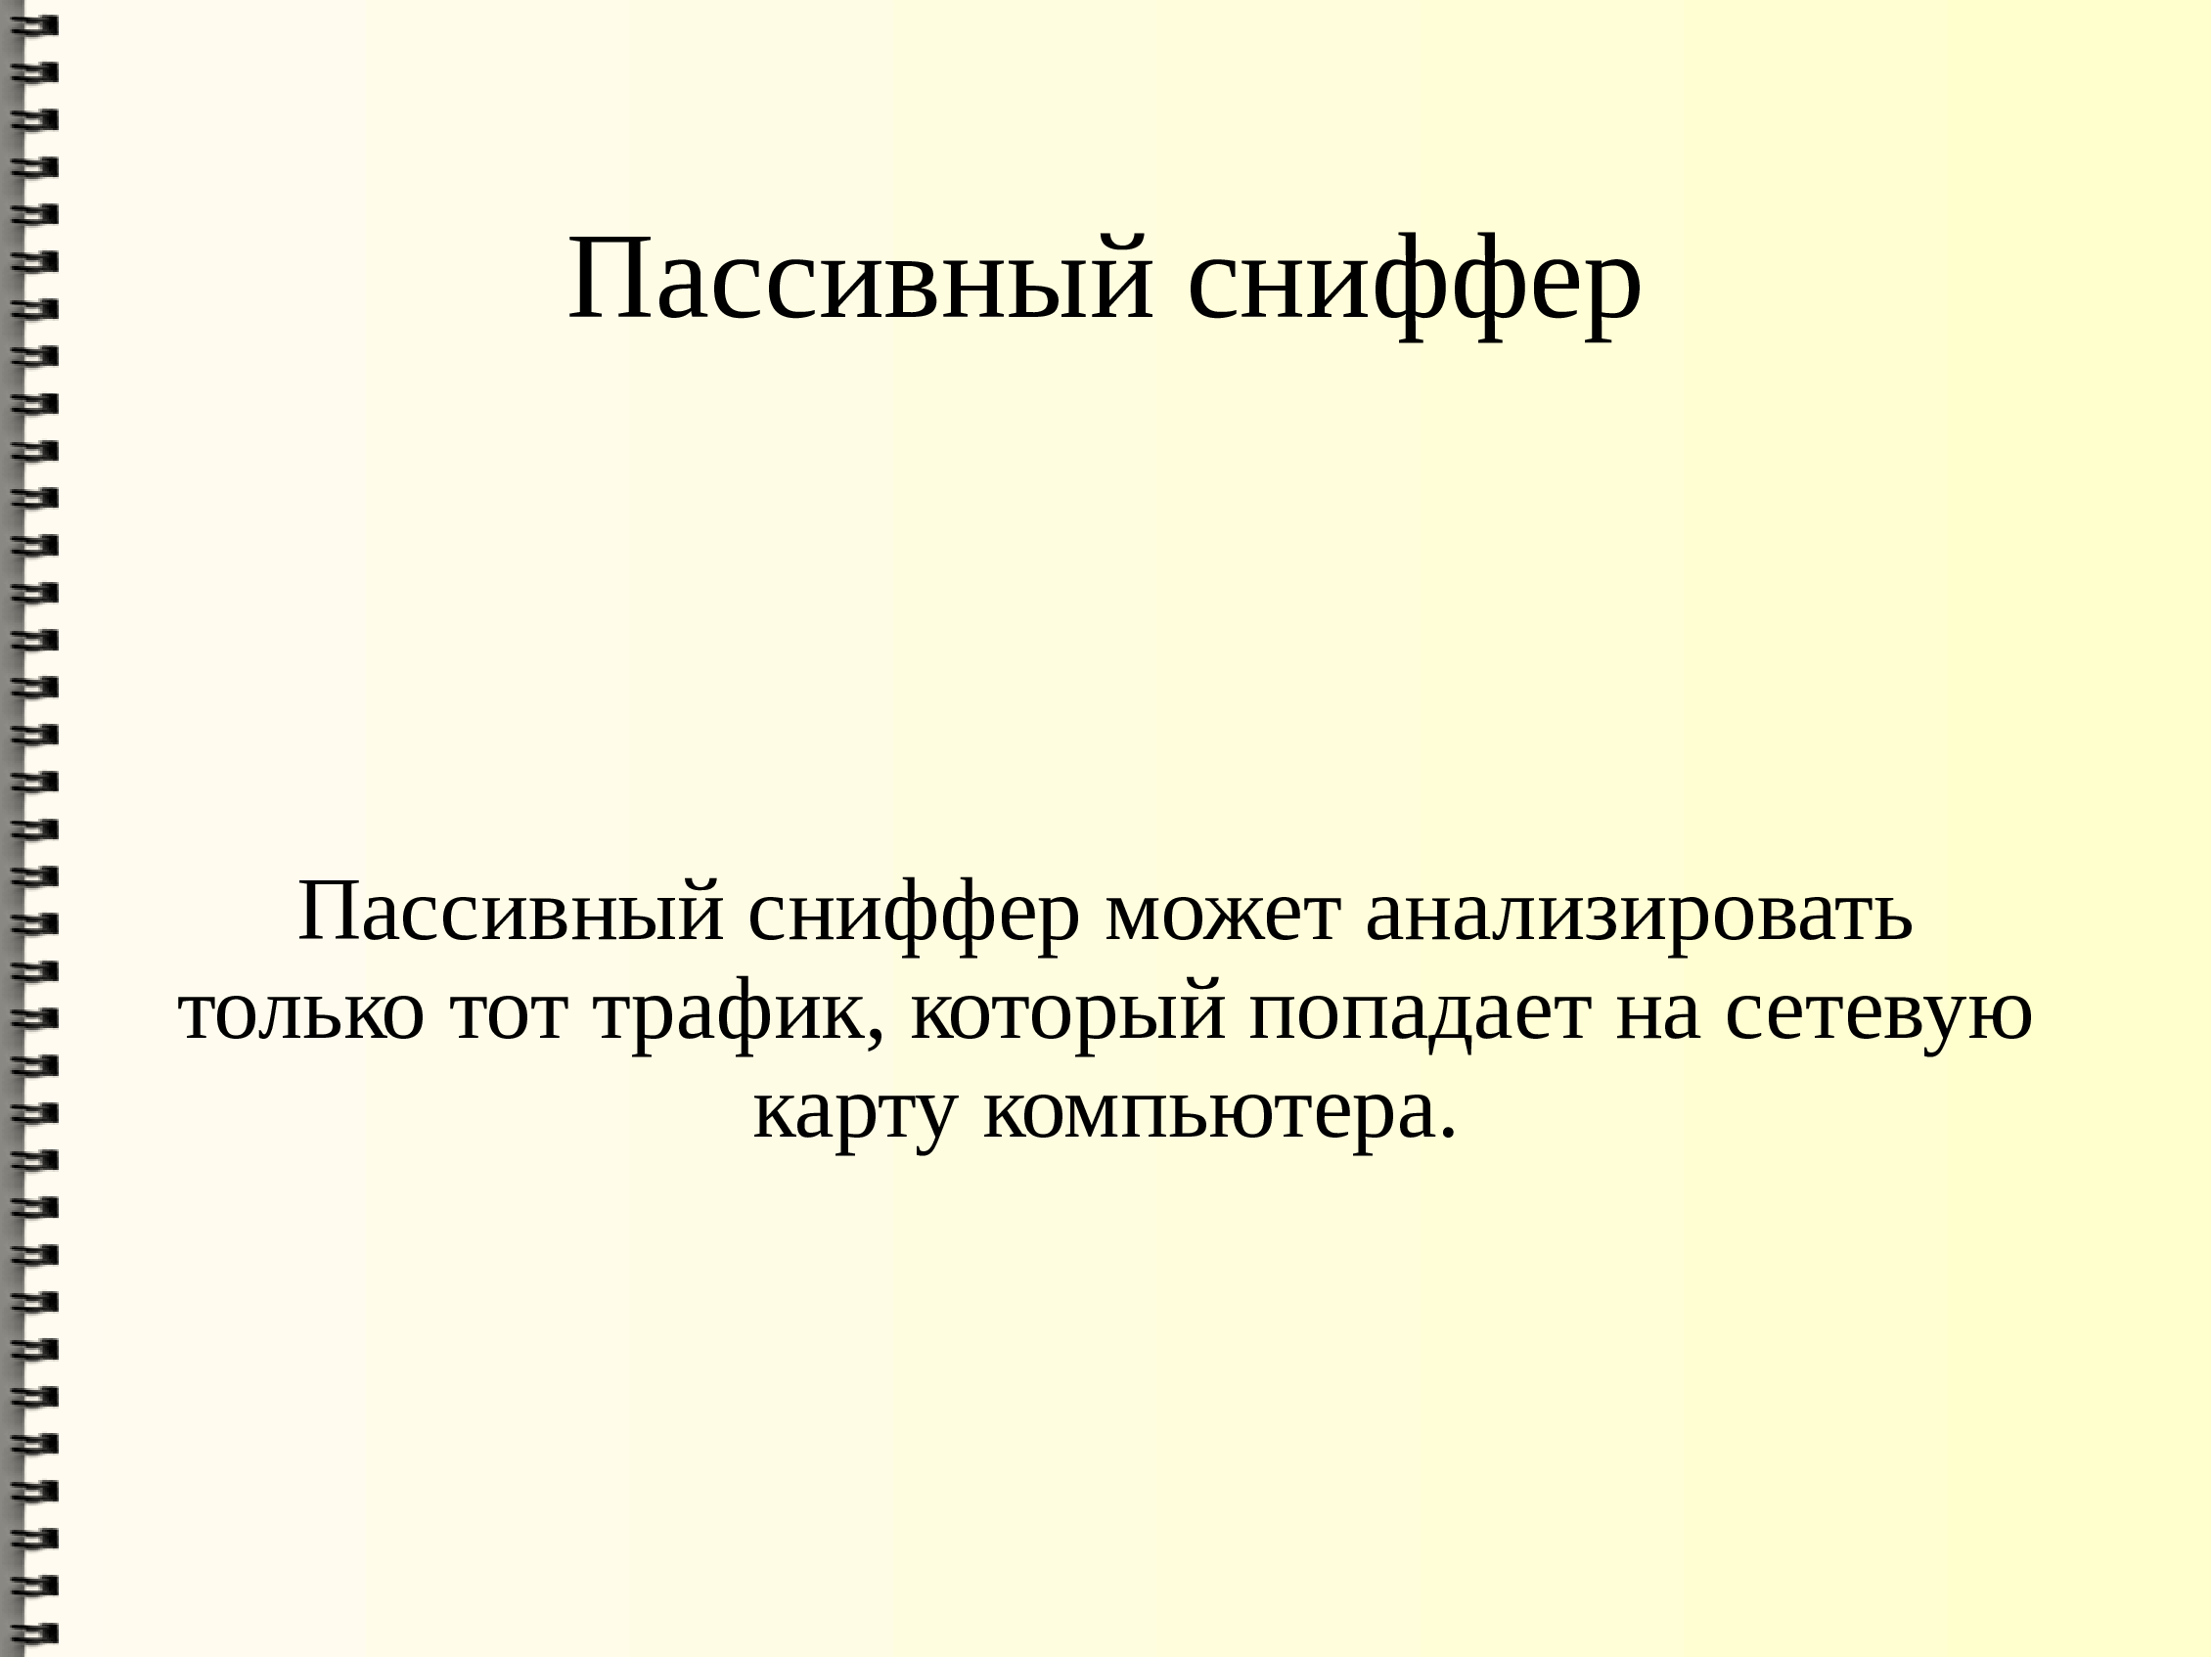 Пассивный сниффер
Пассивный сниффер может анализировать
только тот трафик, который попадает на сетевую
карту компьютера.